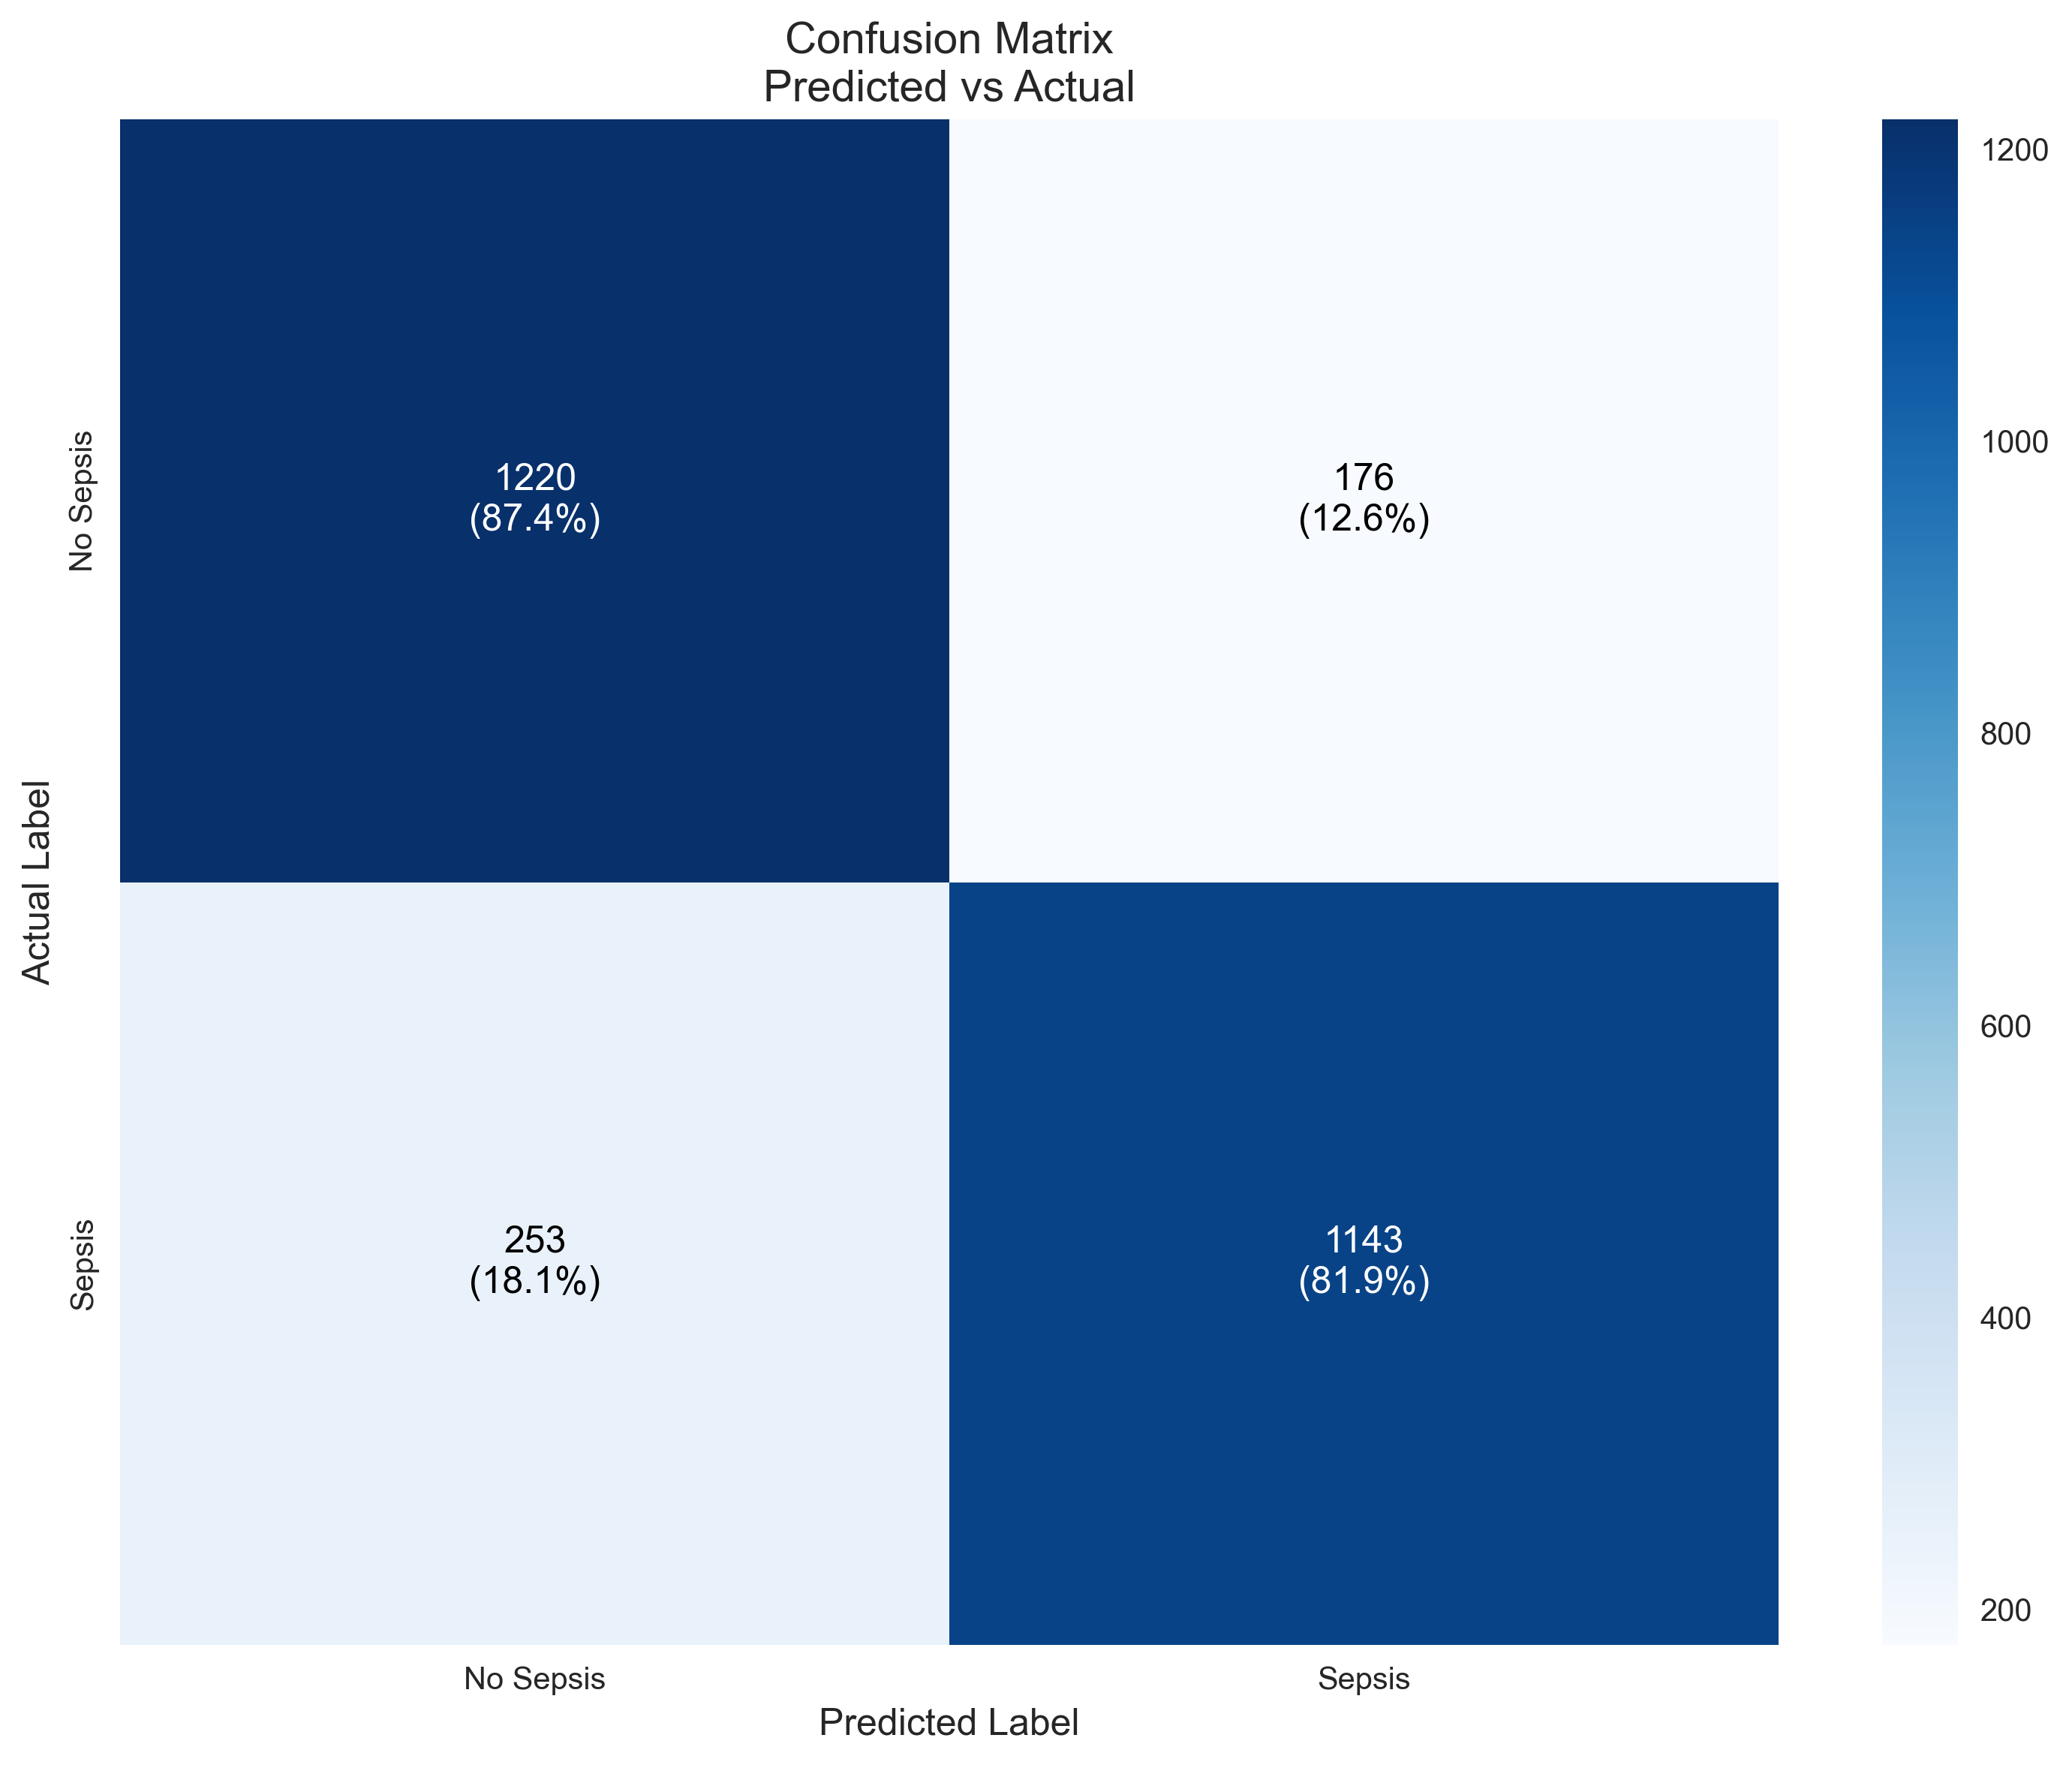 Confusion Matrix
Predicted vs Actual
1200
1000
800
600
400
200
Actual Label
No Sepsis
Sepsis
1220
(87.4%)
176
(12.6%)
253
(18.1%)
1143
(81.9%)
No Sepsis
Sepsis
Predicted Label